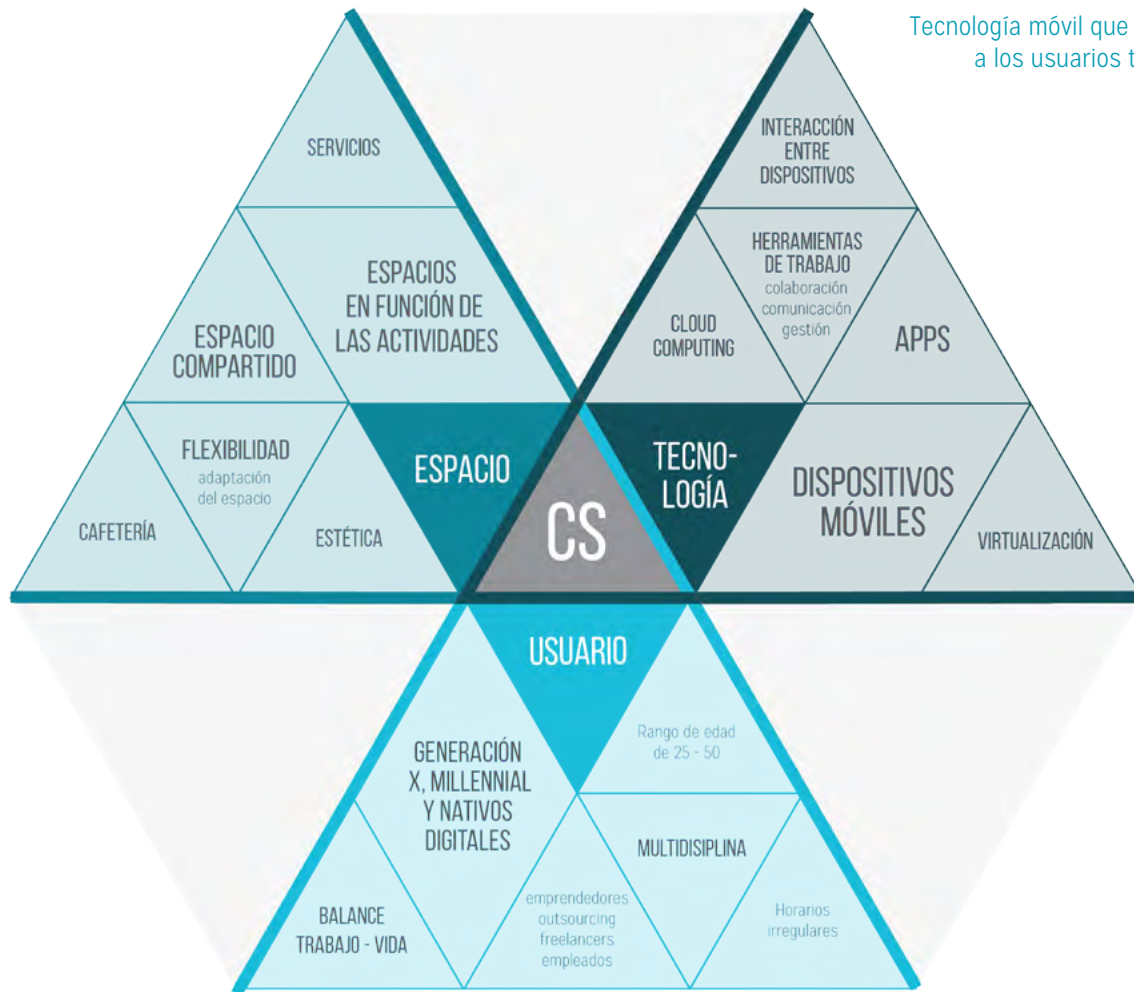 Tecnología móvil que
a los usuarios t
SERVICIOS
ESPACIOS
EN FUNCIÓN DE
LAS ACTIVIDADES
ESPACIO
COMPARTIDO
FLEXIBILIDAD
adaptación
del espacio
CAFETERÍA
ESTÉTICA
ESPACIO
INTERACCIÓN
ENTRE
DISPOSITIVOS
HERRAMIENTAS
DE TRABAJO
colaboración
comunicación
gestión
CLOUD
COMPUTING
APPS
TECNO-
LOGÍA
DISPOSITIVOS
MÓVILES
VIRTUALIZACIÓN
CS
USUARIO
Rango de edad
de 25 - 50
GENERACIÓN
X, MILLENNIAL
Y NATIVOS
DIGITALES
MULTIDISIPLINA
BALANCE
TRABAJO - VIDA
emprendedores
outsourcing
freelancers
empleados
Horarios
irregulares